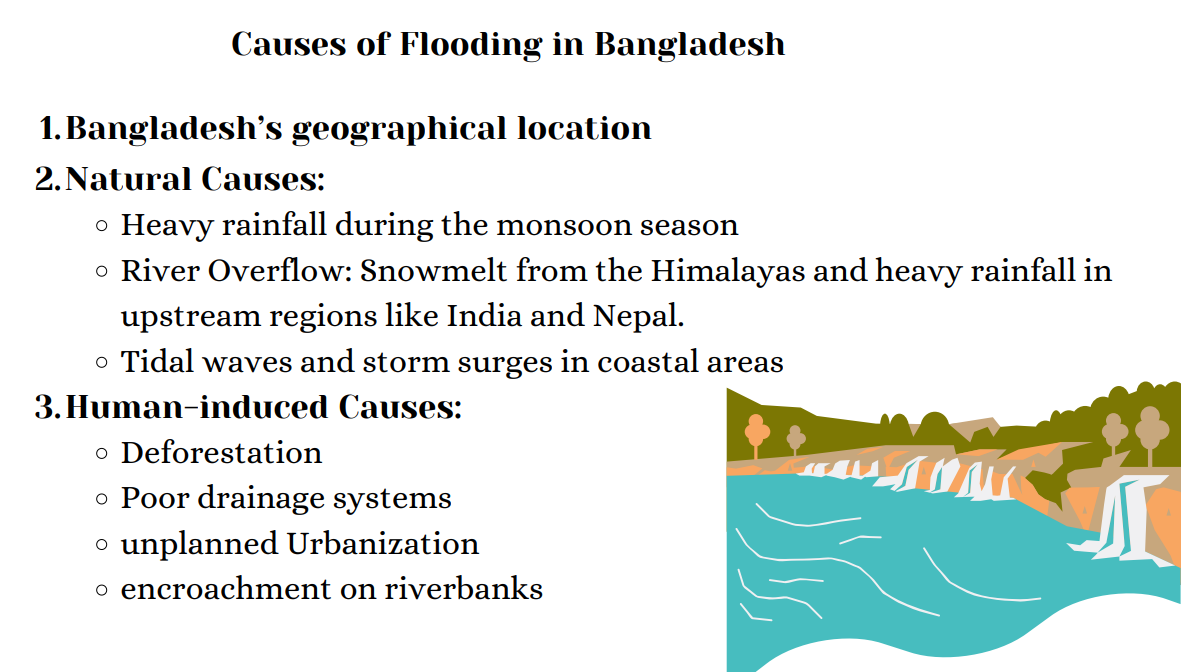 Causes of Flooding in Bangladesh
1. Bangladesh’s geographical location
2. Natural Causes:
○ Heavy rainfall during the monsoon season
○ River Overflow: Snowmelt from the Himalayas and heavy rainfall in
upstream regions like India and Nepal.
○ Tidal waves and storm surges in coastal areas
3. Human-induced Causes:
○ Deforestation
○ Poor drainage systems
○ unplanned Urbanization
○ encroachment on riverbanks